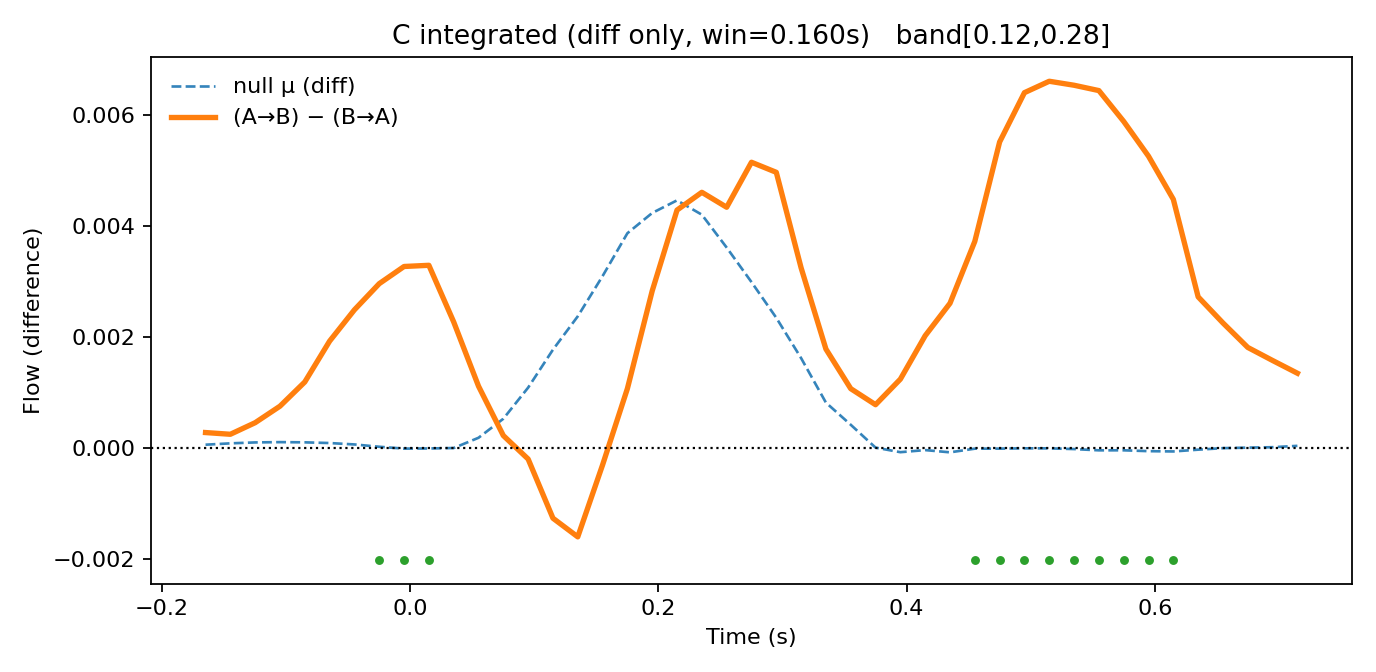 C integrated (diff only, win=0.160s)   band[0.12,0.28]
null μ (diff)
(A→B) − (B→A)
Flow (difference)
0.006
0.004
0.002
0.000
−0.002
−0.2
0.0
0.2
0.4
0.6
Time (s)